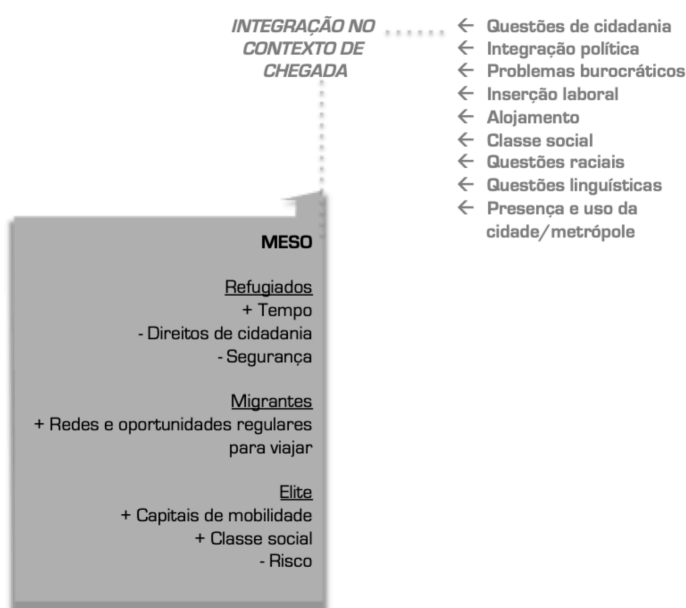 INTEGRAÇÃO NO
CONTEXTO DE
CHEGADA
← Questões de cidadania
← Integração política
← Problemas burocráticos
← Inserção laboral
← Alojamento
← Classe social
← Questões raciais
← Questões linguísticas
← Presença e uso da
cidade/metrópole
MESO
Refugiados
+ Tempo
- Direitos de cidadania
- Segurança
Migrantes
+ Redes e oportunidades regulares
para viajar
Elite
+ Capitais de mobilidade
+ Classe social
- Risco